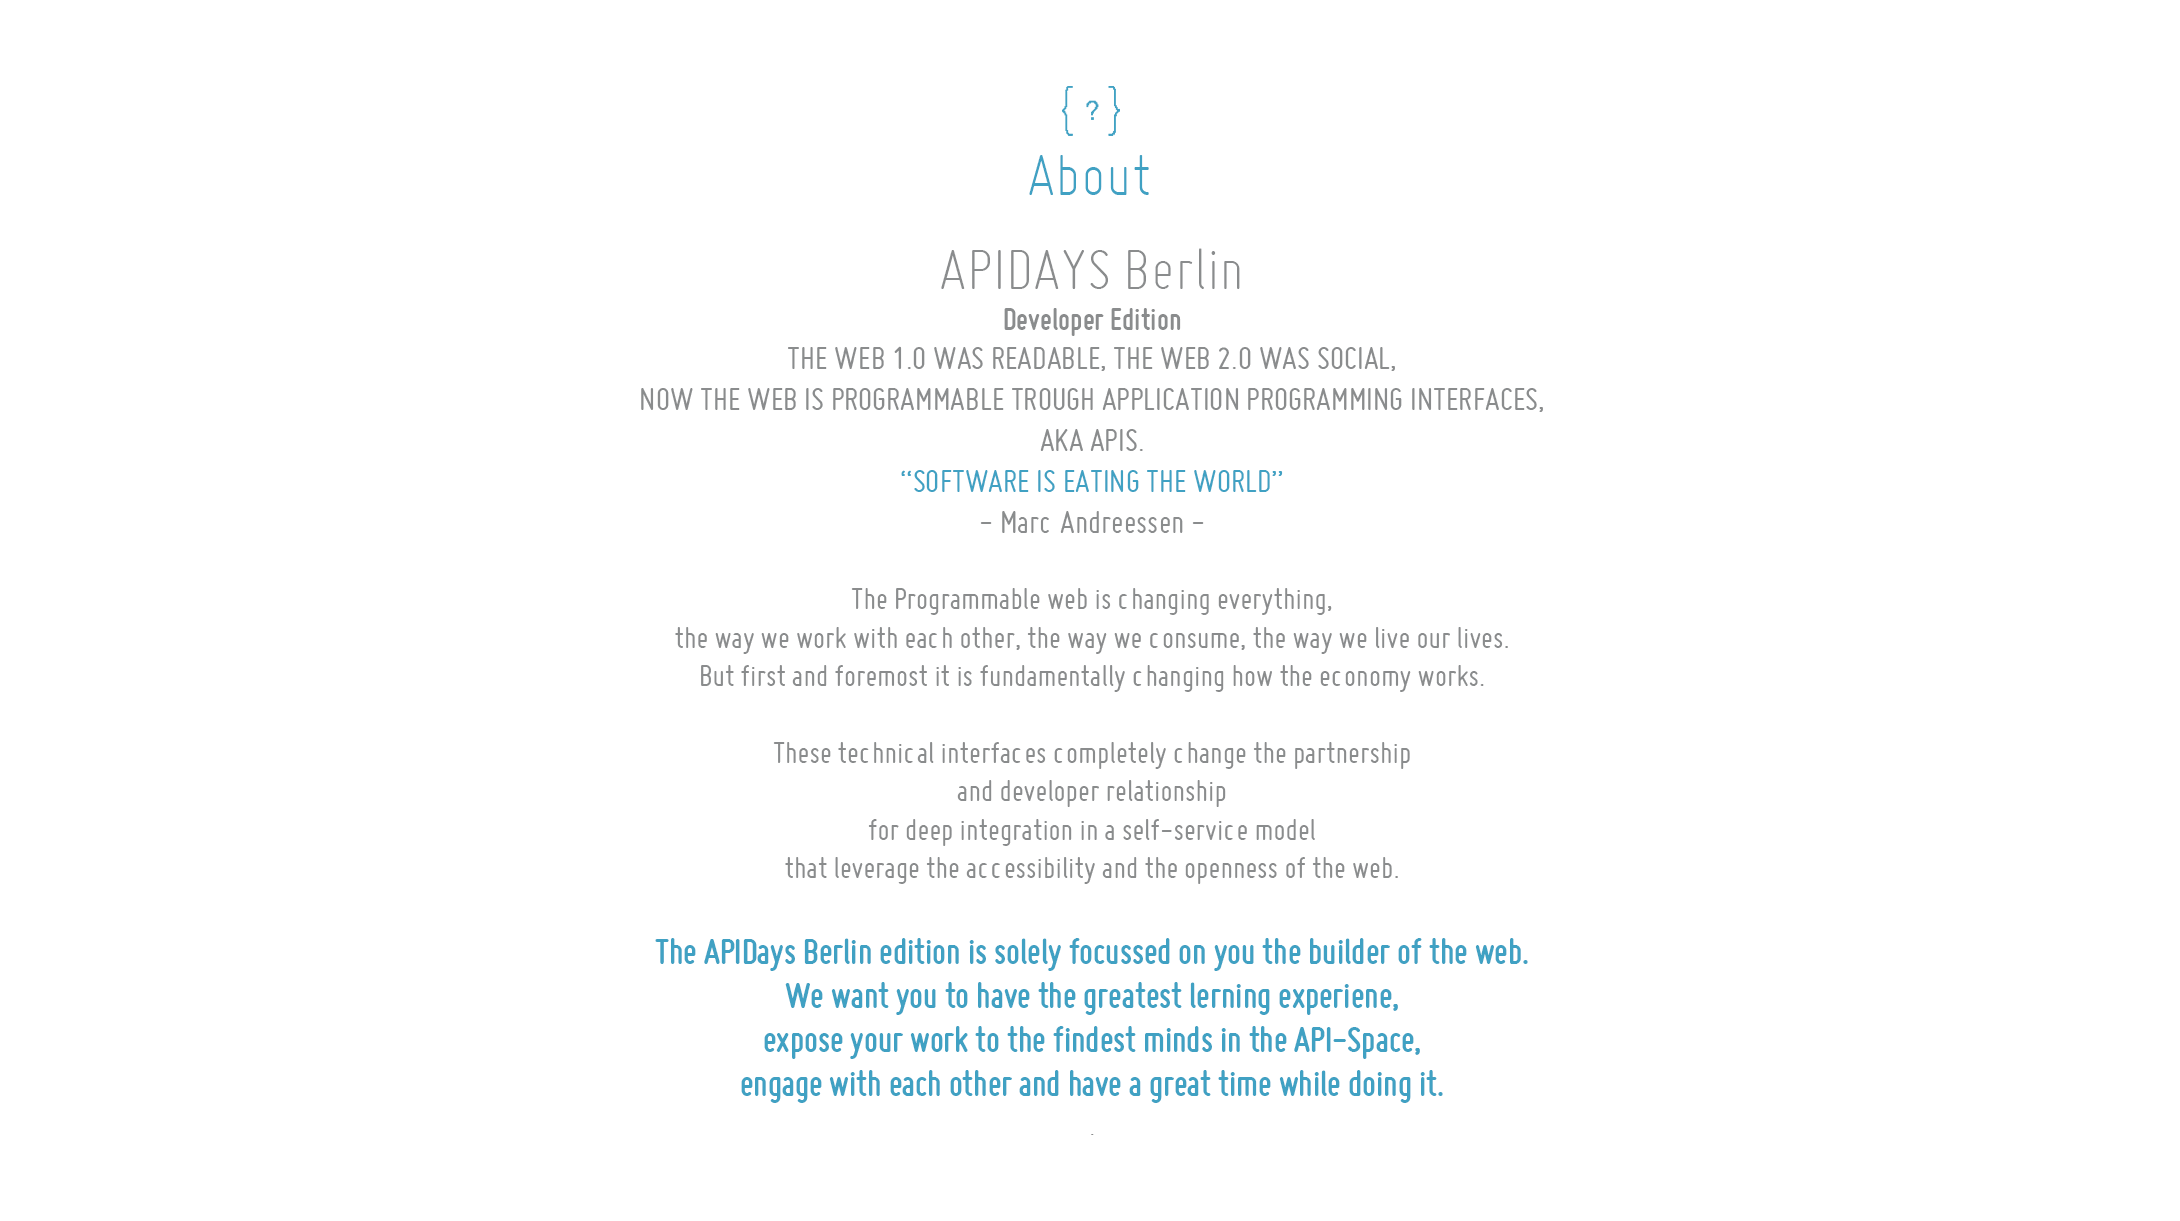 { ? }
About
APIDAYS Berlin
Developer Edition
THE WEB 1.0 WAS READABLE, THE WEB 2.0 WAS SOCIAL,
NOW THE WEB IS PROGRAMMABLE TROUGH APPLICATION PROGRAMMING INTERFACES,
AKA APIS.
“SOFTWARE IS EATING THE WORLD”
- Marc Andreessen -
The Programmable web is changing everything,
the way we work with each other, the way we consume, the way we live our lives.
But first and foremost it is fundamentally changing how the economy works.
These technical interfaces completely change the partnership
and developer relationship
for deep integration in a self-service model
that leverage the accessibility and the openness of the web.
The APIDays Berlin edition is solely focussed on you the builder of the web.
We want you to have the greatest lerning experiene,
expose your work to the findest minds in the API-Space,
engage with each other and have a great time while doing it.
.